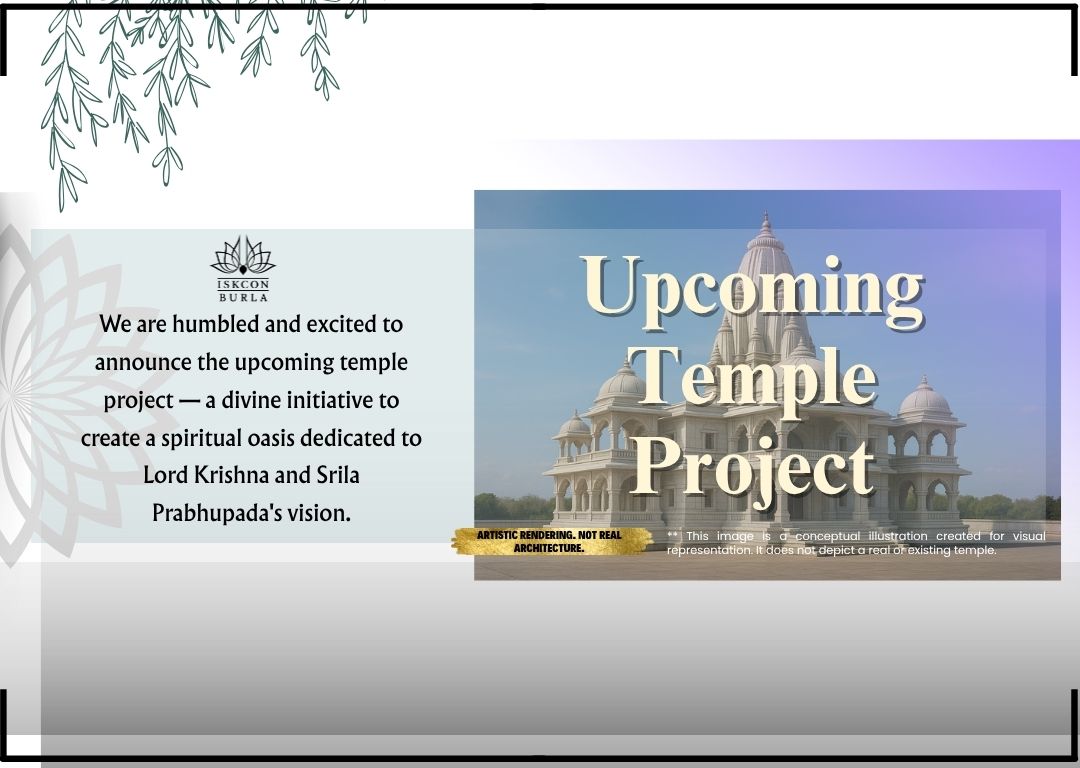 ISKCON
BURLA
We are humbled and excited to
announce the upcoming temple
project — a divine initiative to
create a spiritual oasis dedicated to
Lord Krishna and Srila
Prabhupada's vision.
Upcoming
Temple
Project
ARTISTIC RENDERING. NOT REAL
ARCHITECTURE.
** This image is a conceptual illustration created for visual
representation. It does not depict a real or existing temple.